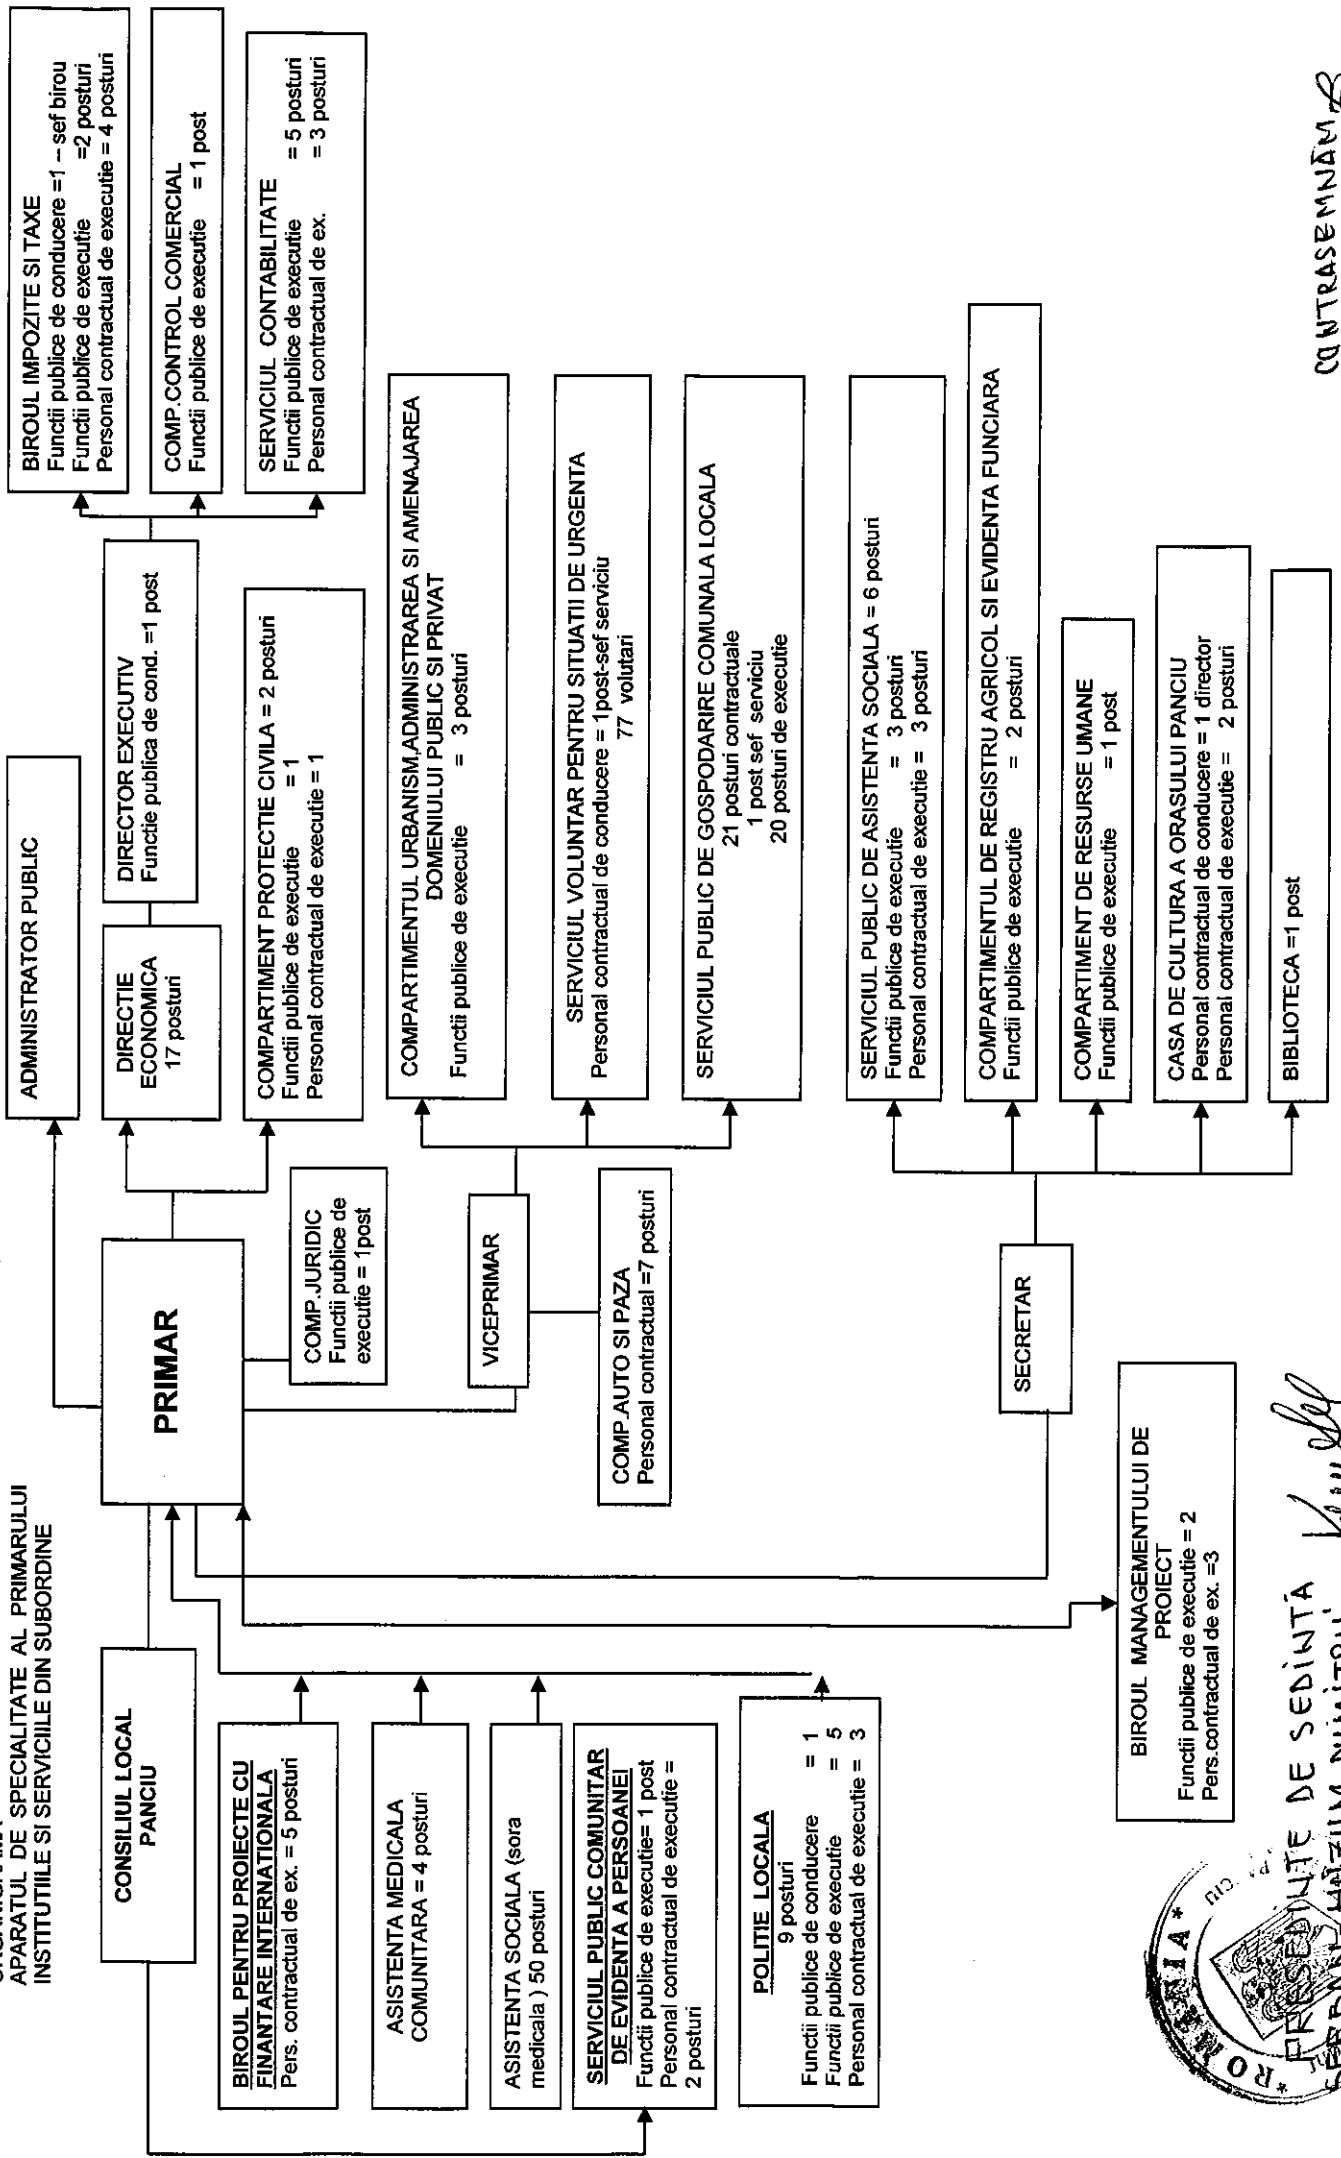 APARATUL DE SPECIALITATE AL PRIMARULUI
INSTITUTIILE SI SERVICIILE DIN SUBORDINE
CONSILIUL LOCAL
PANCIU
PRIMAR
ADMINISTRATOR PUBLIC
DIRECTIE
ECONOMICA
17 posturi
DIRECTOR EXECUTIV
Functie publica de cond. =1 post
BIROUL IMPOZITE SI TAXE
Functii publice de conducere =1 – sef birou
Functii publice de executie =2 posturi
Personal contractual de executie = 4 posturi
COMP.CONTROL COMERCIAL
Functii publice de executie = 1 post
SERVICIUL CONTABILITATE
Functii publice de executie = 5 posturi
Personal contractual de ex. = 3 posturi
COMPARTIMENT PROTECTIE CIVILA = 2 posturi
Functii publice de executie = 1
Personal contractual de executie = 1
COMP.JURIDIC
Functii publice de
executie = 1post
BIROUL PENTRU PROIECTE CU
FINANTARE INTERNATIONALA
Pers. contractual de ex. = 5 posturi
ASISTENTA MEDICALA
COMUNITARA = 4 posturi
ASISTENTA SOCIALA (sora
medicala ) 50 posturi
SERVICIUL PUBLIC COMUNITAR
DE EVIDENTA A PERSOANEI
Functii publice de executie= 1 post
Personal contractual de executie =
2 posturi
POLITIE LOCALA
9 posturi
Functii publice de conducere = 1
Functii publice de executie = 5
Personal contractual de executie = 3
VICEPRIMAR
COMP.AUTO SI PAZA
Personal contractual =7 posturi
COMPARTIMENTUL URBANISM,ADMINISTRAREA SI AMENAJAREA
DOMENIULUI PUBLIC SI PRIVAT
Functii publice de executie = 3 posturi
SERVICIUL VOLUNTAR PENTRU SITUATII DE URGENTA
Personal contractual de conducere = 1post-sef serviciu
77 volutari
SERVICIUL PUBLIC DE GOSPODARIRE COMUNALA LOCALA
21 posturi contractuale
1 post sef serviciu
20 posturi de executie
SECRETAR
SERVICIUL PUBLIC DE ASISTENTA SOCIALA = 6 posturi
Functii publice de executie = 3 posturi
Personal contractual de executie = 3 posturi
COMPARTIMENTUL DE REGISTRU AGRICOL SI EVIDENTA FUNCIARA
Functii publice de executie = 2 posturi
COMPARTIMENT DE RESURSE UMANE
Functii publice de executie = 1 post
CASA DE CULTURA A ORASULUI PANCIU
Personal contractual de conducere = 1 director
Personal contractual de executie = 2 posturi
BIBLIOTECA =1 post
BIROUL MANAGEMENTULUI DE
PROIECT
Functii publice de executie = 2
Pers.contractual de ex. =3
* ROMANIA *
PRESEDINTE DE SEDINTA
CONTRASEMNAT